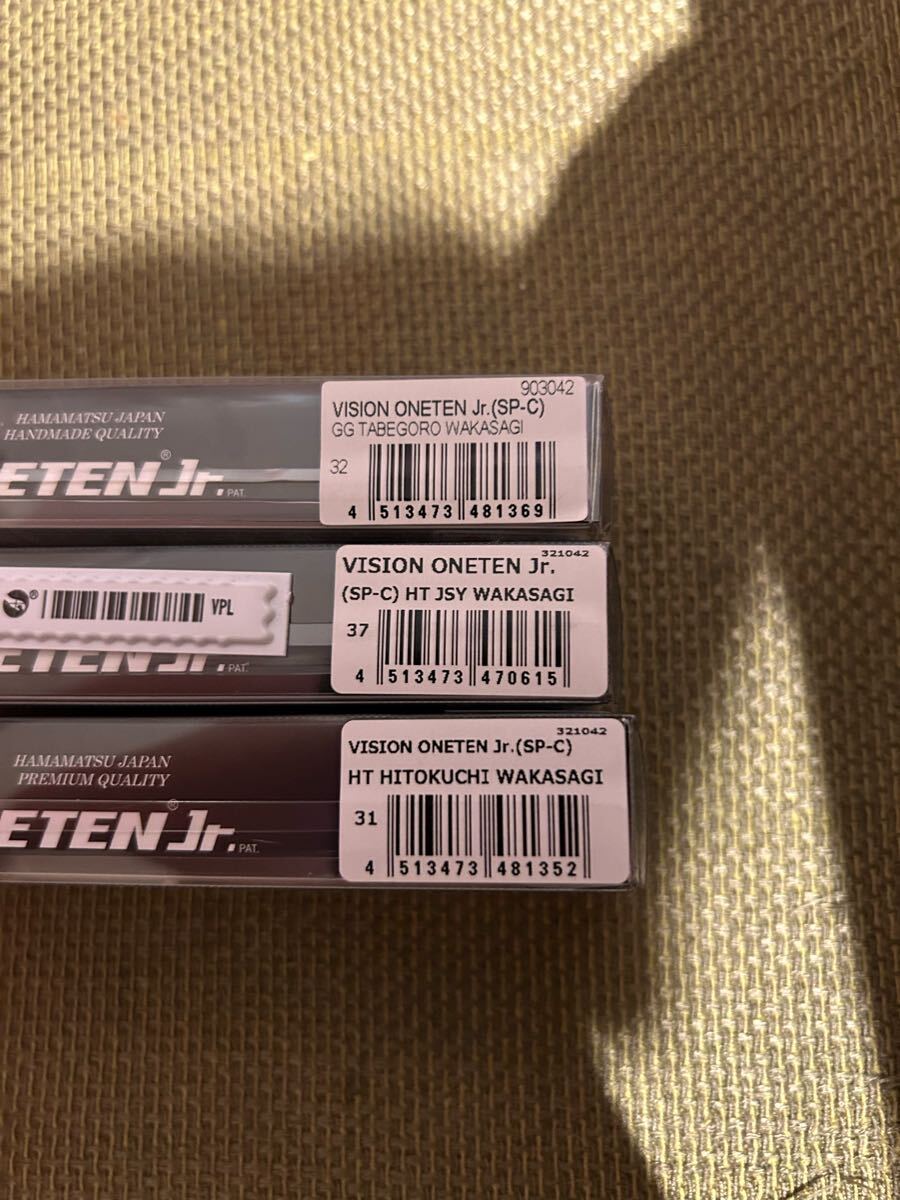 HAMAMATSU JAPAN
HANDMADE QUALITY
ETEN Jr.®
PAT.
903042
VISION ONETEN Jr.(SP-C)
GG TABEGORO WAKASAGI
32
4 513473 481369
® VPL
ETEN Jr.
PAT.
321042
VISION ONETEN Jr.
(SP-C) HT JSY WAKASAGI
37
4 513473 470615
HAMAMATSU JAPAN
PREMIUM QUALITY
ETEN Jr.®
PAT.
321042
VISION ONETEN Jr.(SP-C)
HT HITOKUCHI WAKASAGI
31
4 513473 481352